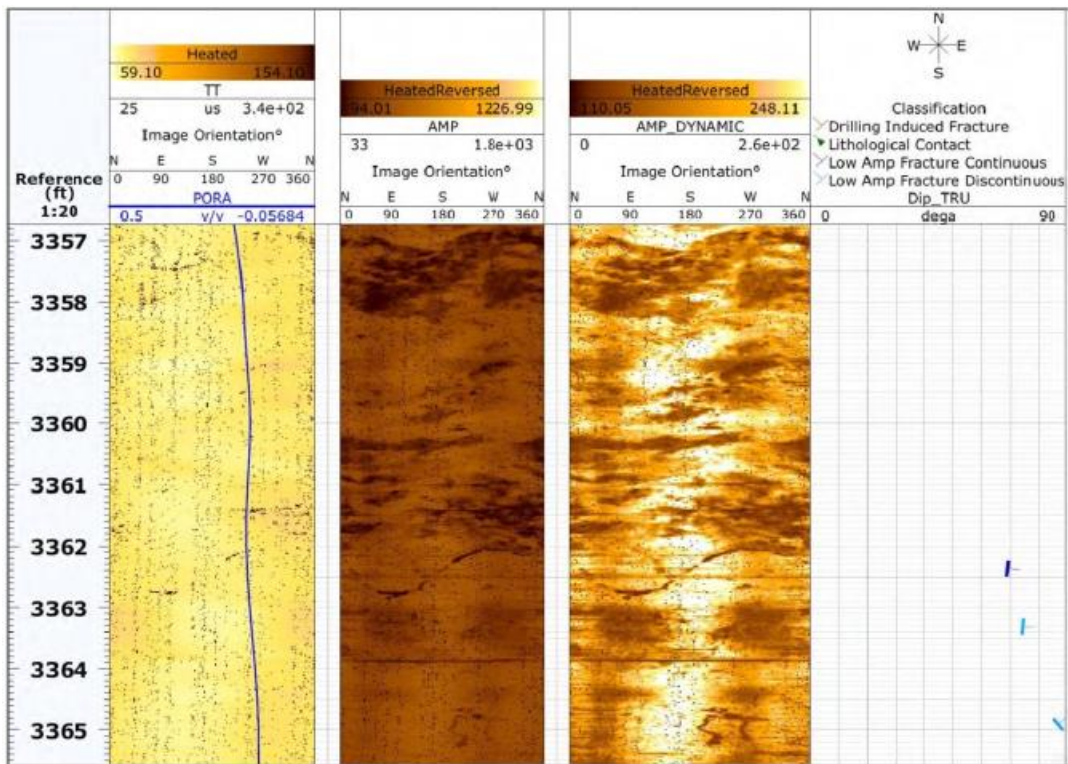 Heated
59.10 154.10
TT
25 us 3.4e+02
Image Orientation°
N E S W N
0 90 180 270 360
PORA
0.5 v/v -0.05684
HeatedReversed
94.01 1226.99
AMP
33 1.8e+03
Image Orientation°
N E S W N
0 90 180 270 360
HeatedReversed
110.05 248.11
AMP_DYNAMIC
0 2.6e+02
Image Orientation°
N E S W N
0 90 180 270 360
N
W E
S
Classification
Drilling Induced Fracture
Lithological Contact
Low Amp Fracture Continuous
Low Amp Fracture Discontinuous
Dip_TRU
0 dega 90
Reference
(ft)
1:20
3357
3358
3359
3360
3361
3362
3363
3364
3365